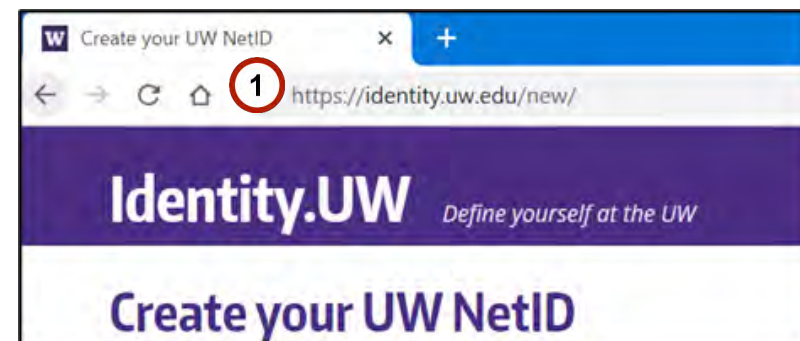 W Create your UW NetID
1 https://identity.uw.edu/new/
Identity.UW Define yourself at the UW
Create your UW NetID